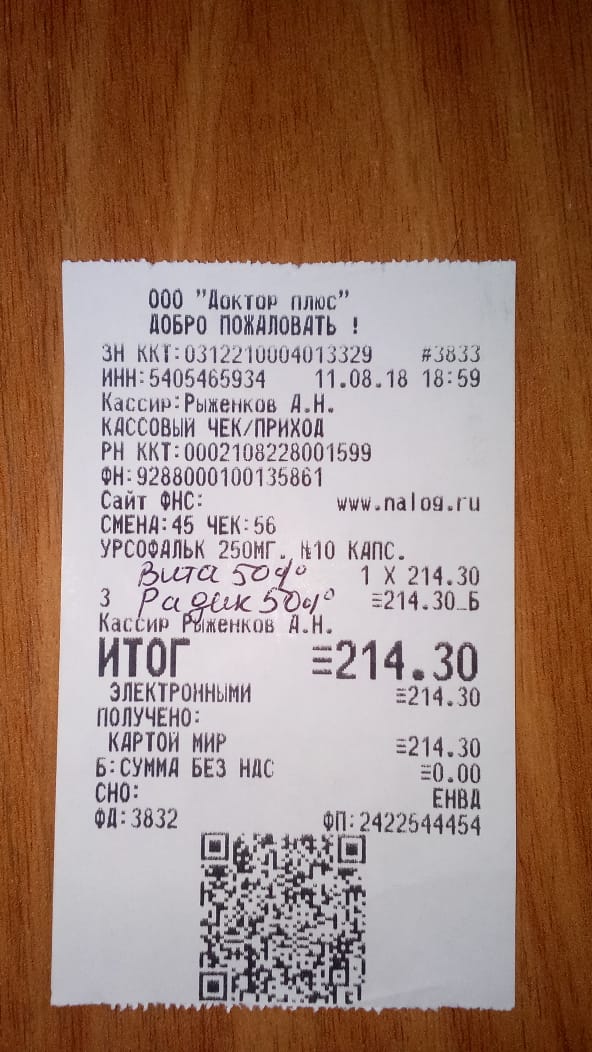 ООО "Доктор плюс"
ДОБРО ПОЖАЛОВАТЬ !
ЗН ККТ:0312210004013329 #3833
ИНН:5405465934 11.08.18 18:59
Кассир:Рыженков А.Н.
КАССОВЫЙ ЧЕК/ПРИХОД
РН ККТ:0002108228001599
ФН:9288000100135861
Сайт ФНС: www.nalog.ru
СМЕНА:45 ЧЕК:56
УРСОФАЛЬК 250МГ. №10 КАПС.
Вита 50% 1 X 214.30
3 Радик 50% ≡214.30_Б
Кассир Рыженков А.Н.
ИТОГ ≡214.30
ЭЛЕКТРОННЫМИ ≡214.30
ПОЛУЧЕНО:
КАРТОЙ МИР ≡214.30
Б:СУММА БЕЗ НДС ≡0.00
СНО: ЕНВД
ФД:3832 ФП:2422544454